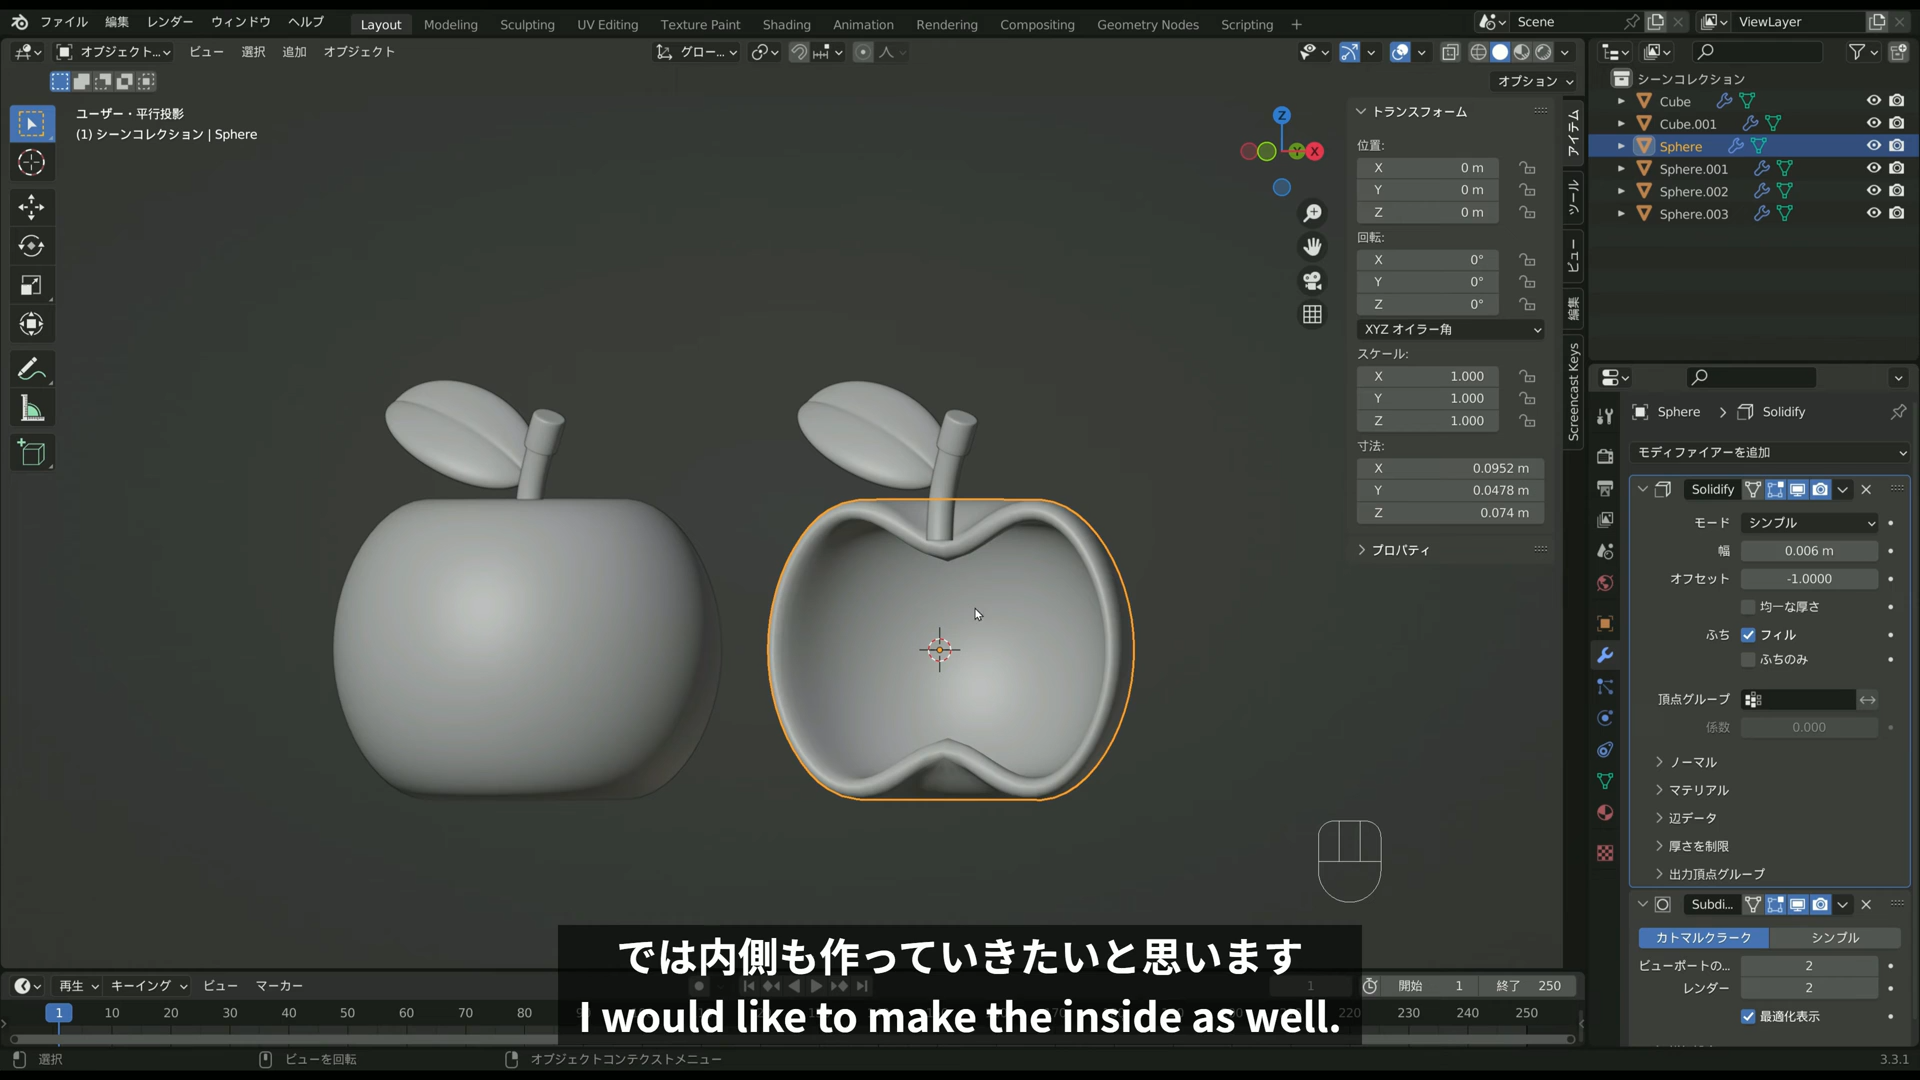 ファイル 編集 レンダー ウィンドウ ヘルプ Layout Modeling Sculpting UV Editing Texture Paint Shading Animation Rendering Compositing Geometry Nodes Scripting + Scene ViewLayer
オブジェクト... ビュー 選択 追加 オブジェクト グロー...
オプション
ユーザー・平行投影
(1) シーンコレクション | Sphere
Z
Y
X
トランスフォーム
位置:
X 0 m
Y 0 m
Z 0 m
回転:
X 0°
Y 0°
Z 0°
XYZ オイラー角
スケール:
X 1.000
Y 1.000
Z 1.000
寸法:
X 0.0952 m
Y 0.0478 m
Z 0.074 m
プロパティ
アイテム
ツール
ビュー
編集
Screencast Keys
シーンコレクション
Cube
Cube.001
Sphere
Sphere.001
Sphere.002
Sphere.003
Sphere > Solidify
モディファイアーを追加
Solidify
モード シンプル
幅 0.006 m
オフセット -1.0000
均一な厚さ
ふち フィル
ふちのみ
頂点グループ
係数 0.000
ノーマル
マテリアル
辺データ
厚さを制限
出力頂点グループ
Subdi...
カトマルクラーク シンプル
ビューポートの... 2
レンダー 2
最適化表示
では内側も作っていきたいと思います
I would like to make the inside as well.
再生 キーイング ビュー マーカー 1 開始 1 終了 250
1 10 20 30 40 50 60 70 80 220 230 240 250
選択 ビューを回転 オブジェクトコンテクストメニュー 3.3.1